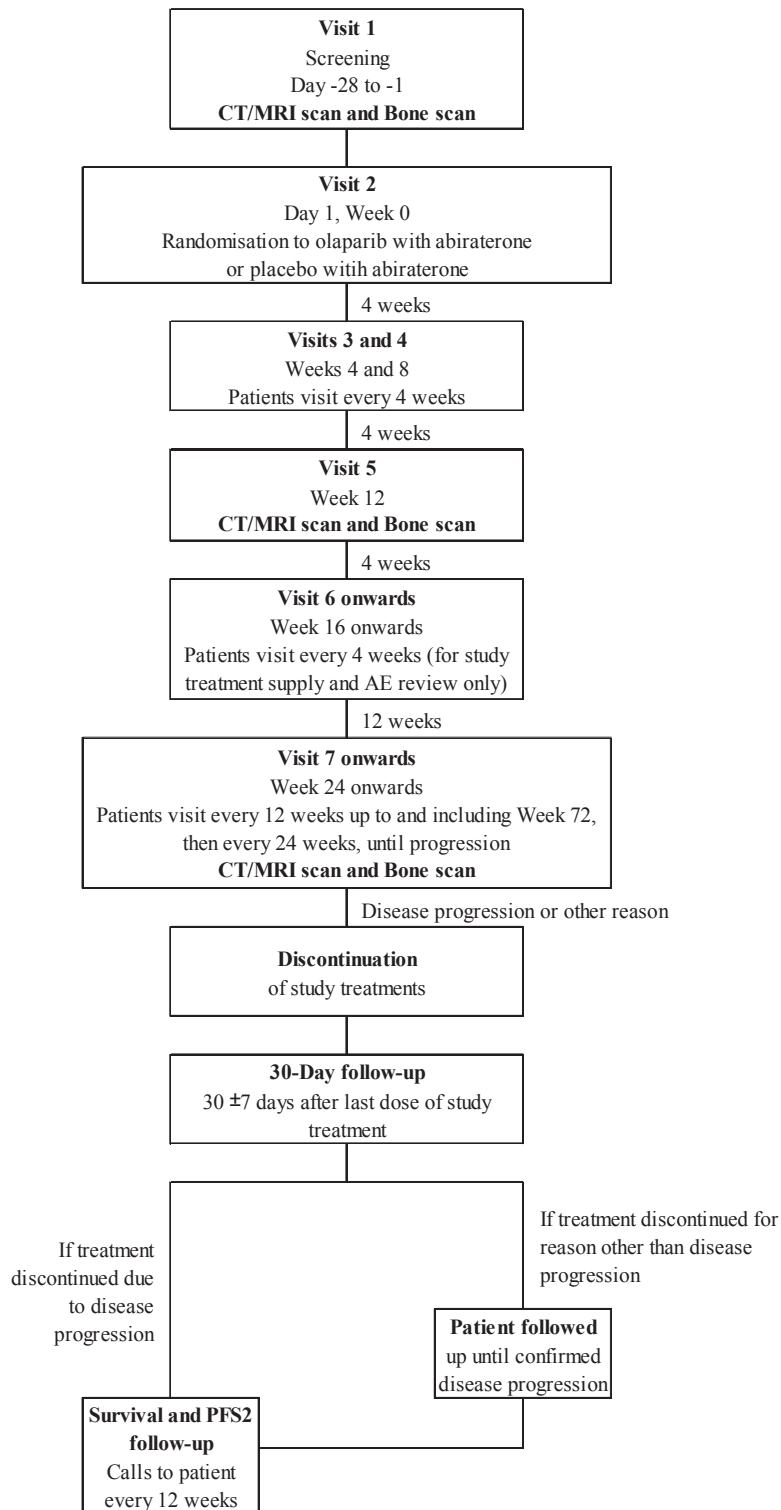 Visit 1
Screening
Day -28 to -1
CT/MRI scan and Bone scan
Visit 2
Day 1, Week 0
Randomisation to olaparib with abiraterone
or placebo witih abiraterone
4 weeks
Visits 3 and 4
Weeks 4 and 8
Patients visit every 4 weeks
4 weeks
Visit 5
Week 12
CT/MRI scan and Bone scan
4 weeks
Visit 6 onwards
Week 16 onwards
Patients visit every 4 weeks (for study
treatment supply and AE review only)
12 weeks
Visit 7 onwards
Week 24 onwards
Patients visit every 12 weeks up to and including Week 72,
then every 24 weeks, until progression
CT/MRI scan and Bone scan
Disease progression or other reason
Discontinuation
of study treatments
30-Day follow-up
30 ±7 days after last dose of study
treatment
If treatment
discontinued due
to disease
progression
If treatment discontinued for
reason other than disease
progression
Patient followed
up until confirmed
disease progression
Survival and PFS2
follow-up
Calls to patient
every 12 weeks